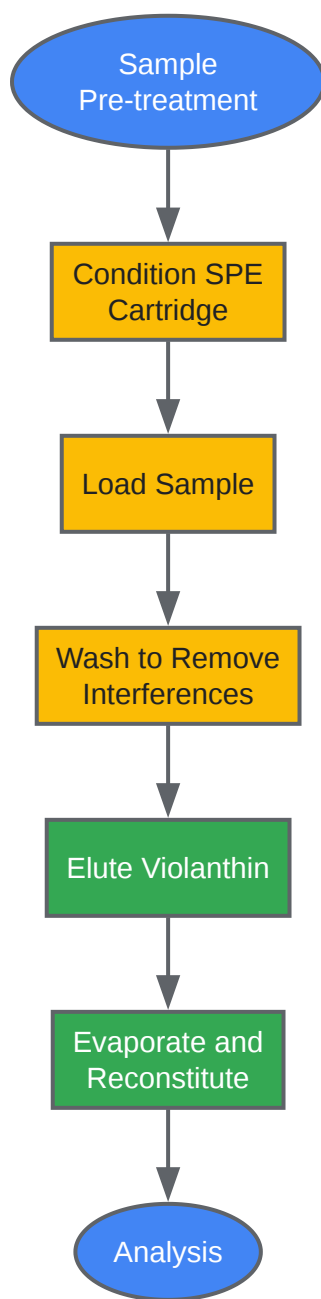 Sample
Pre-treatment
Condition SPE
Cartridge
Load Sample
Wash to Remove
Interferences
Elute Violanthin
Evaporate and
Reconstitute
Analysis